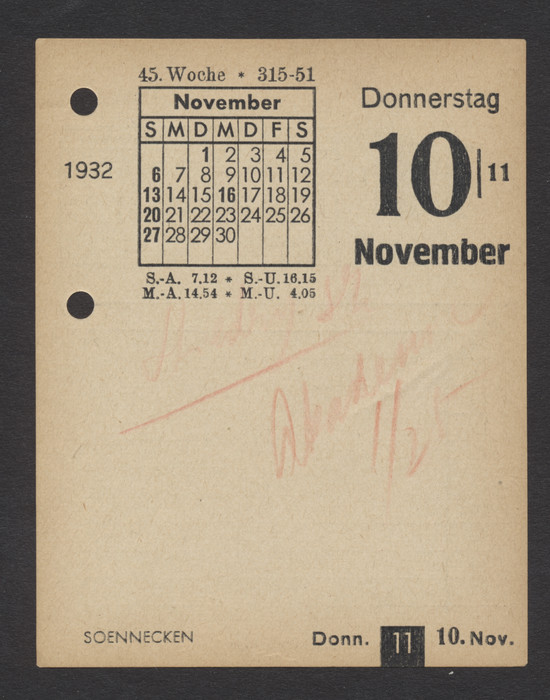 45. Woche * 315-51
November
S M D M D F S
1 2 3 4 5
6 7 8 9 10 11 12
13 14 15 16 17 18 19
20 21 22 23 24 25 26
27 28 29 30
S.-A. 7.12 * S.-U. 16.15
M.-A. 14.54 * M.-U. 4.05
1932
Donnerstag
10 | 11
November
SOENNECKEN
Donn. 11 10. Nov.